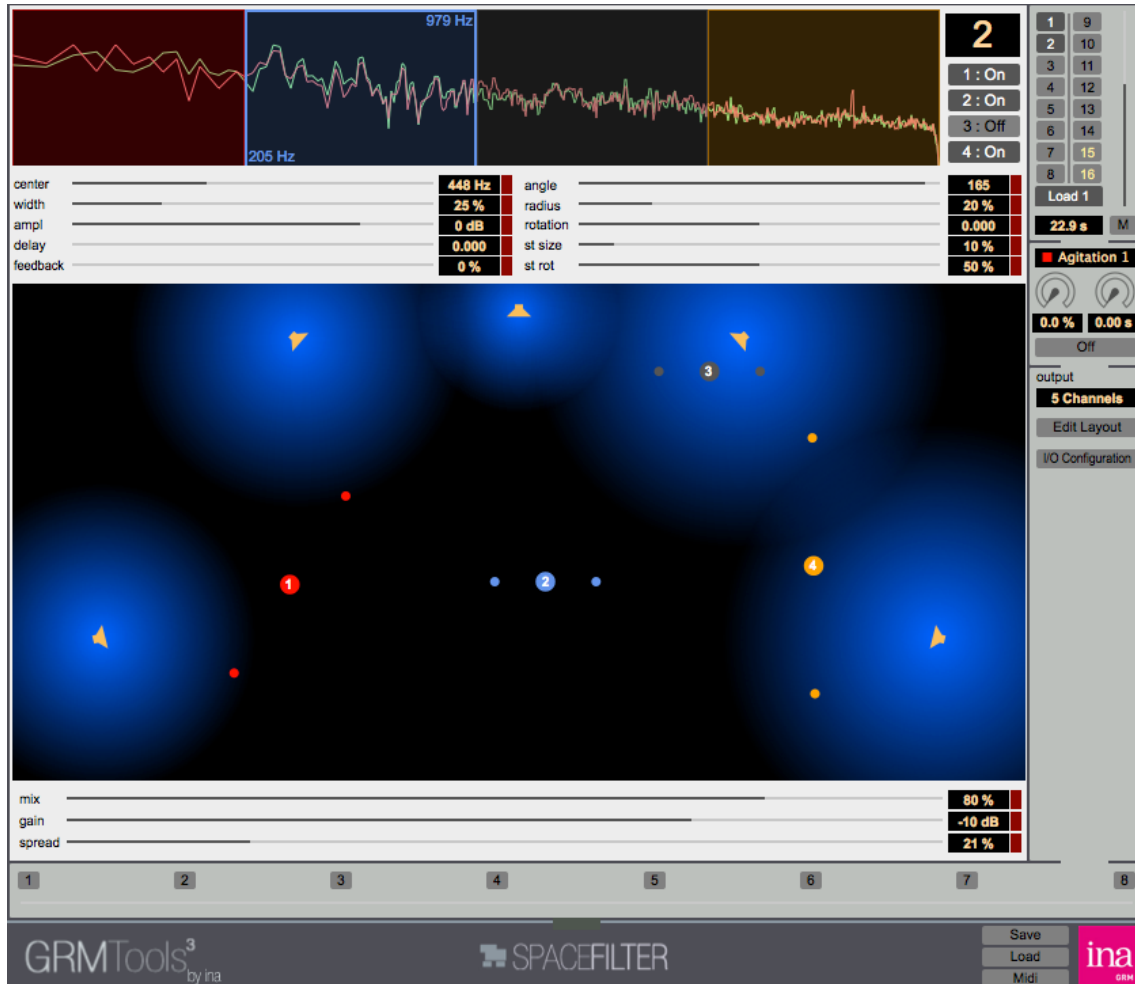 979 Hz
205 Hz
2
1 : On
2 : On
3 : Off
4 : On
center 448 Hz
width 25 %
ampl 0 dB
delay 0.000
feedback 0 %
angle 165
radius 20 %
rotation 0.000
st size 10 %
st rot 50 %
1 9
2 10
3 11
4 12
5 13
6 14
7 15
8 16
Load 1
22.9 s M
Agitation 1
0.0 % 0.00 s
Off
output
5 Channels
Edit Layout
I/O Configuration
3
4
1
2
mix 80 %
gain -10 dB
spread 21 %
1 2 3 4 5 6 7 8
GRMTools3
by ina
SPACEFILTER
Save
Load
Midi
ina
GRM